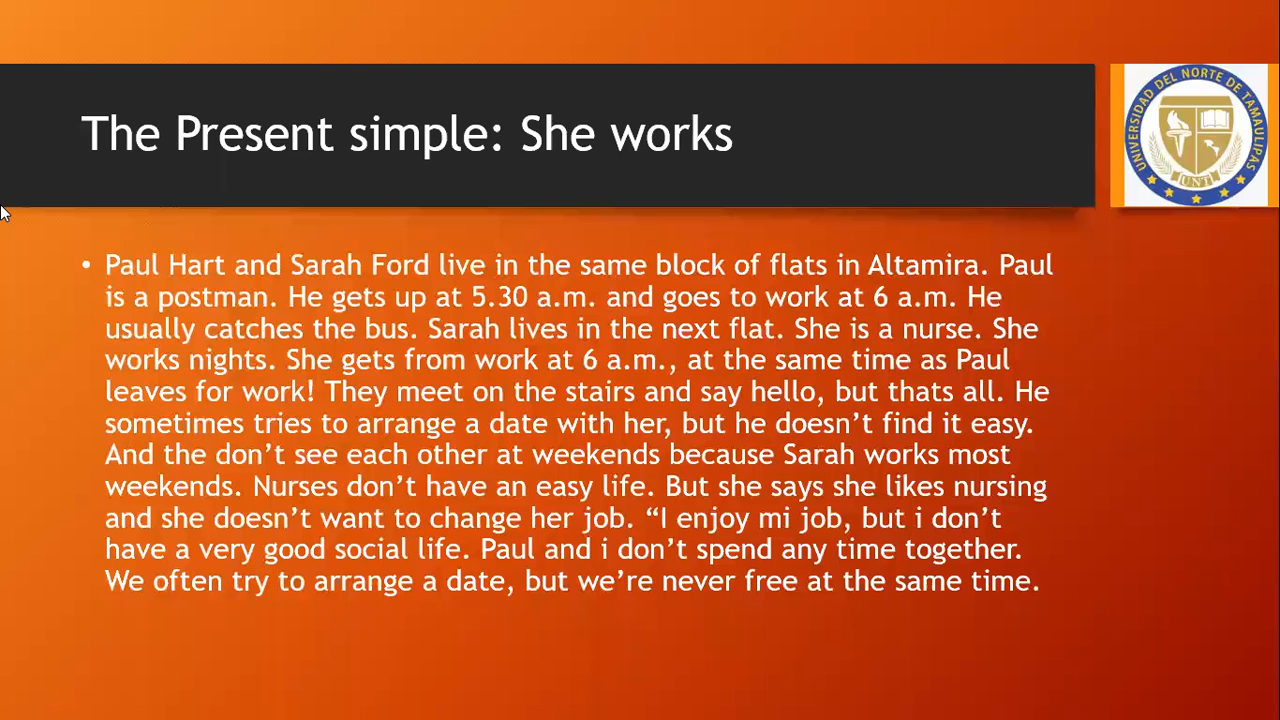 The Present simple: She works
UNIVERSIDAD DEL NORTE DE TAMAULIPAS
UNT
• Paul Hart and Sarah Ford live in the same block of flats in Altamira. Paul
is a postman. He gets up at 5.30 a.m. and goes to work at 6 a.m. He
usually catches the bus. Sarah lives in the next flat. She is a nurse. She
works nights. She gets from work at 6 a.m., at the same time as Paul
leaves for work! They meet on the stairs and say hello, but thats all. He
sometimes tries to arrange a date with her, but he doesn’t find it easy.
And the don’t see each other at weekends because Sarah works most
weekends. Nurses don’t have an easy life. But she says she likes nursing
and she doesn’t want to change her job. “I enjoy mi job, but i don’t
have a very good social life. Paul and i don’t spend any time together.
We often try to arrange a date, but we’re never free at the same time.